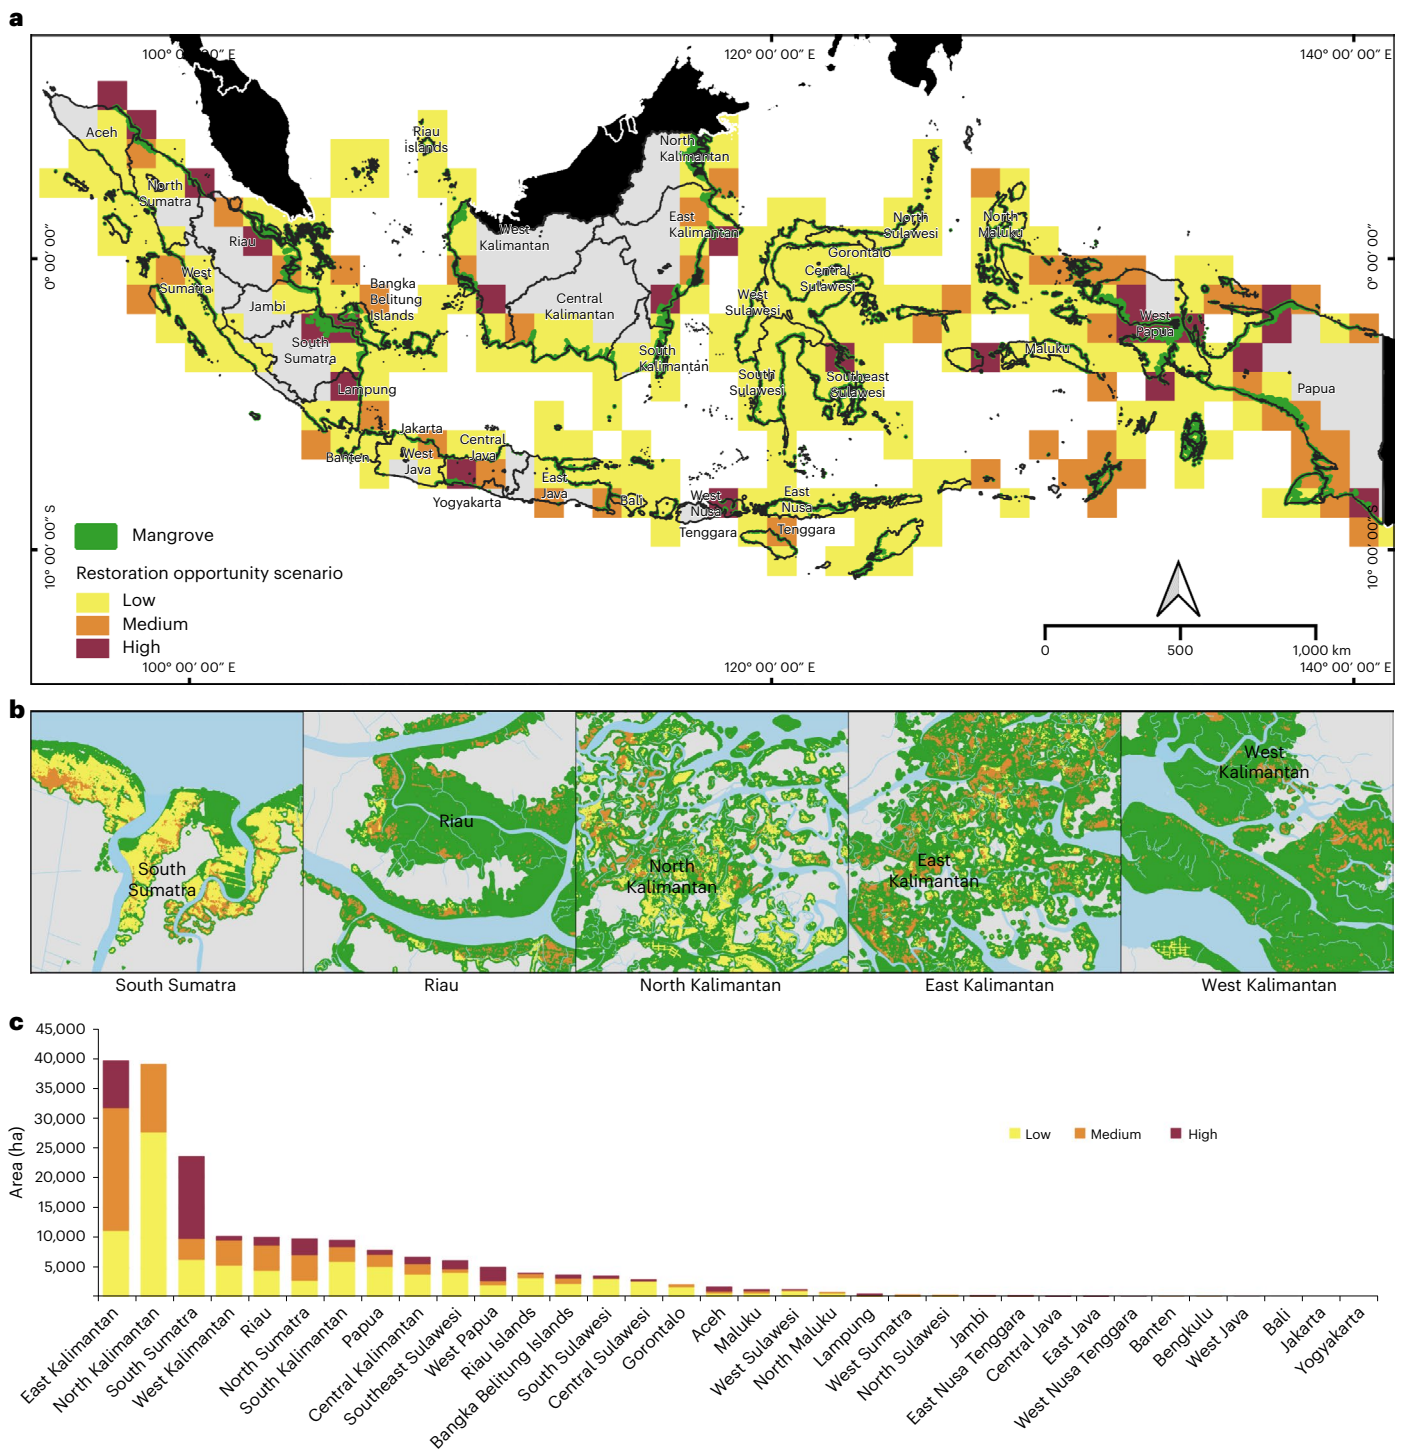 a
100° 00′ 00″ E
120° 00′ 00″ E
140° 00′ 00″ E
0° 00′ 00″
10° 00′ 00″ S
0° 00′ 00″
10° 00′ 00″ S
Aceh
North
Sumatra
Riau
West
Sumatra
Jambi
South
Sumatra
Lampung
Bangka
Belitung
Islands
Riau
islands
West
Kalimantan
Central
Kalimantan
North
Kalimantan
East
Kalimantan
South
Kalimantan
Jakarta
Banten
West
Java
Central
Java
Yogyakarta
East
Java
Bali
West
Nusa
Tenggara
East
Nusa
Tenggara
North
Sulawesi
Gorontalo
Central
Sulawesi
West
Sulawesi
South
Sulawesi
Southeast
Sulawesi
North
Maluku
Maluku
West
Papua
Papua
Mangrove
Restoration opportunity scenario
Low
Medium
High
0
500
1,000 km
100° 00′ 00″ E
120° 00′ 00″ E
140° 00′ 00″ E
b
South
Sumatra
Riau
North
Kalimantan
East
Kalimantan
West
Kalimantan
South Sumatra
Riau
North Kalimantan
East Kalimantan
West Kalimantan
c
Area (ha)
45,000
40,000
35,000
30,000
25,000
20,000
15,000
10,000
5,000
Low
Medium
High
East Kalimantan
North Kalimantan
South Sumatra
West Kalimantan
Riau
North Sumatra
South Kalimantan
Papua
Central Kalimantan
Southeast Sulawesi
West Papua
Riau Islands
Bangka Belitung Islands
South Sulawesi
Central Sulawesi
Gorontalo
Aceh
Maluku
West Sulawesi
North Maluku
Lampung
West Sumatra
North Sulawesi
Jambi
East Nusa Tenggara
Central Java
East Java
West Nusa Tenggara
Banten
Bengkulu
West Java
Bali
Jakarta
Yogyakarta